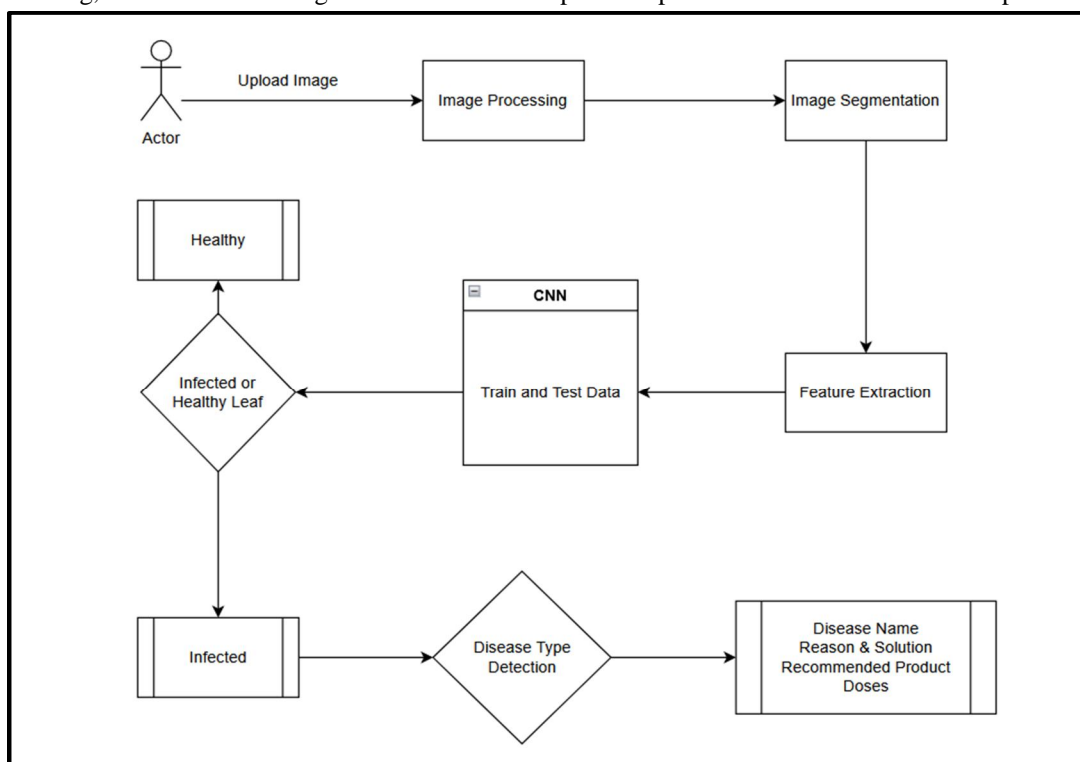 Upload Image
Actor
Image Processing
Image Segmentation
Healthy
CNN
Train and Test Data
Feature Extraction
Infected or
Healthy Leaf
Infected
Disease Type
Detection
Disease Name
Reason & Solution
Recommended Product
Doses